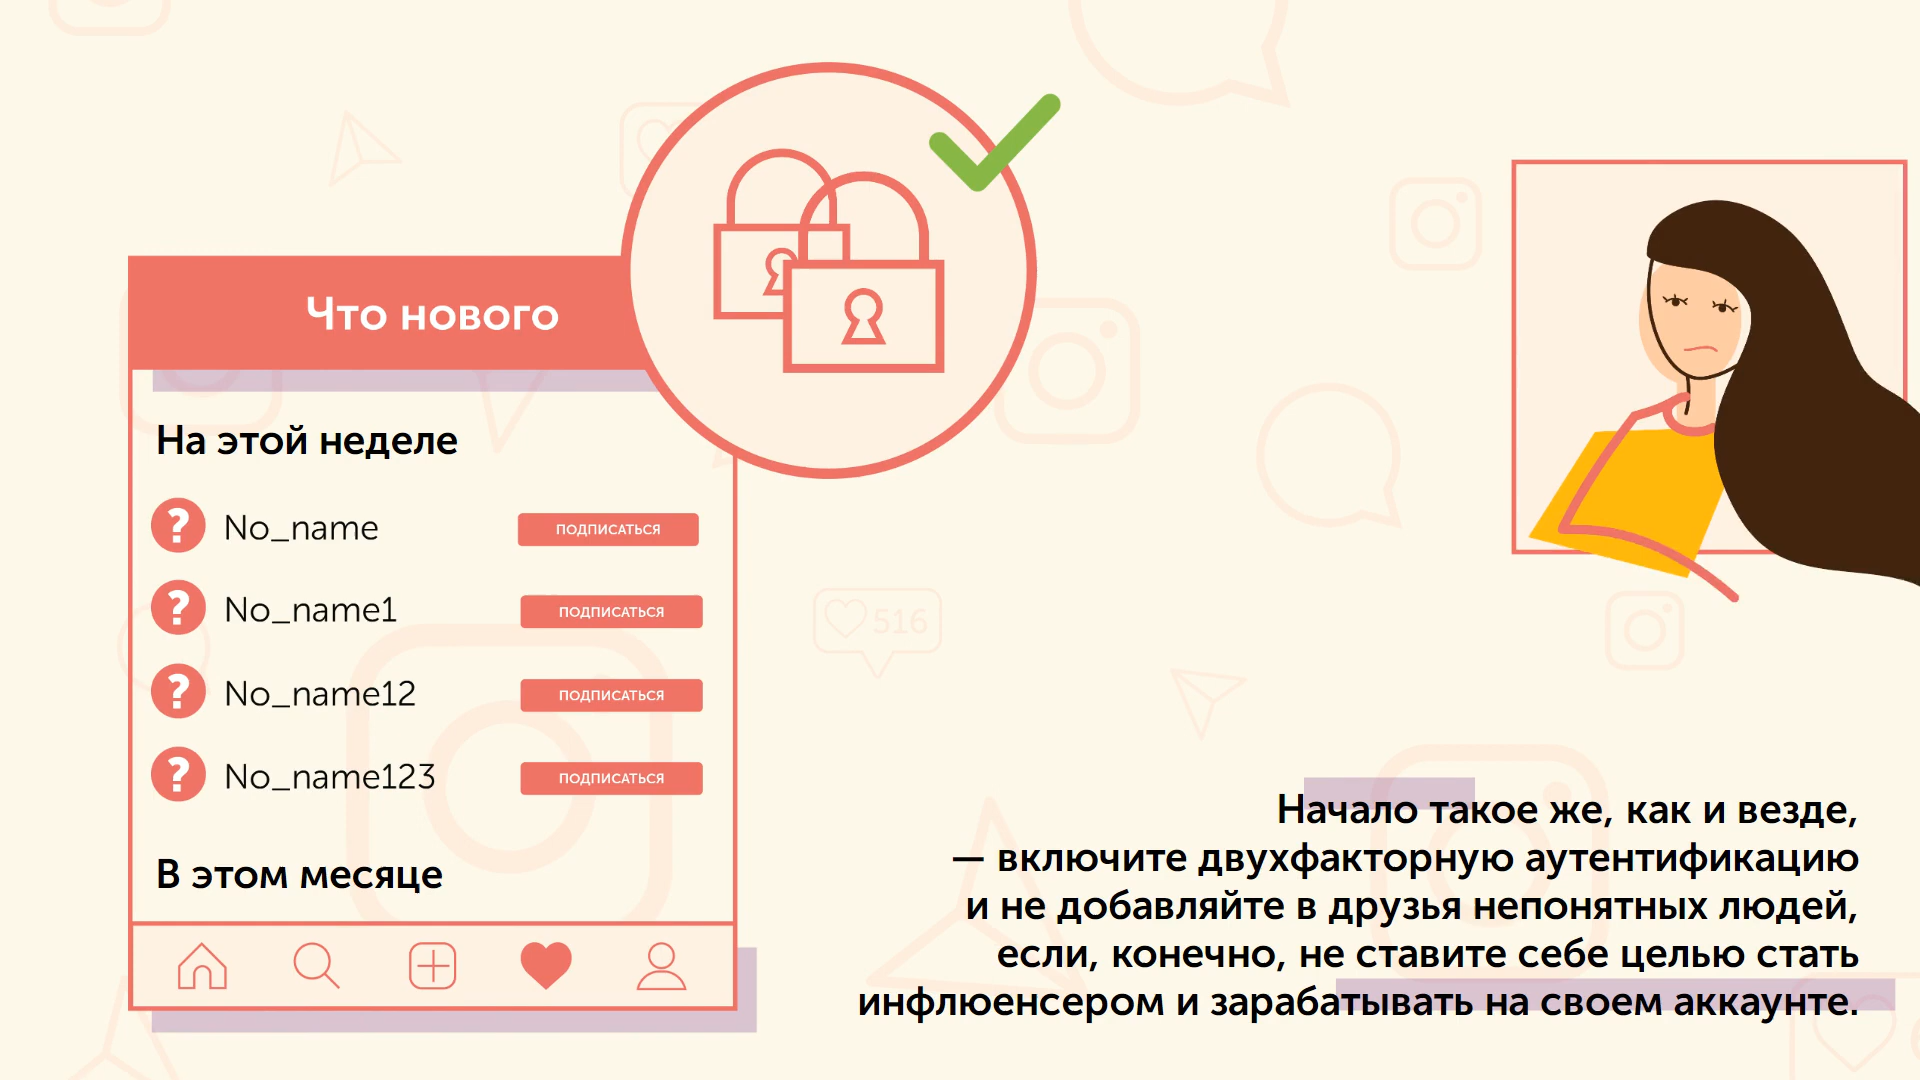 Что нового
На этой неделе
? No_name ПОДПИСАТЬСЯ
? No_name1 ПОДПИСАТЬСЯ
? No_name12 ПОДПИСАТЬСЯ
? No_name123 ПОДПИСАТЬСЯ
В этом месяце
516
Начало такое же, как и везде,
— включите двухфакторную аутентификацию
и не добавляйте в друзья непонятных людей,
если, конечно, не ставите себе целью стать
инфлюенсером и зарабатывать на своем аккаунте.